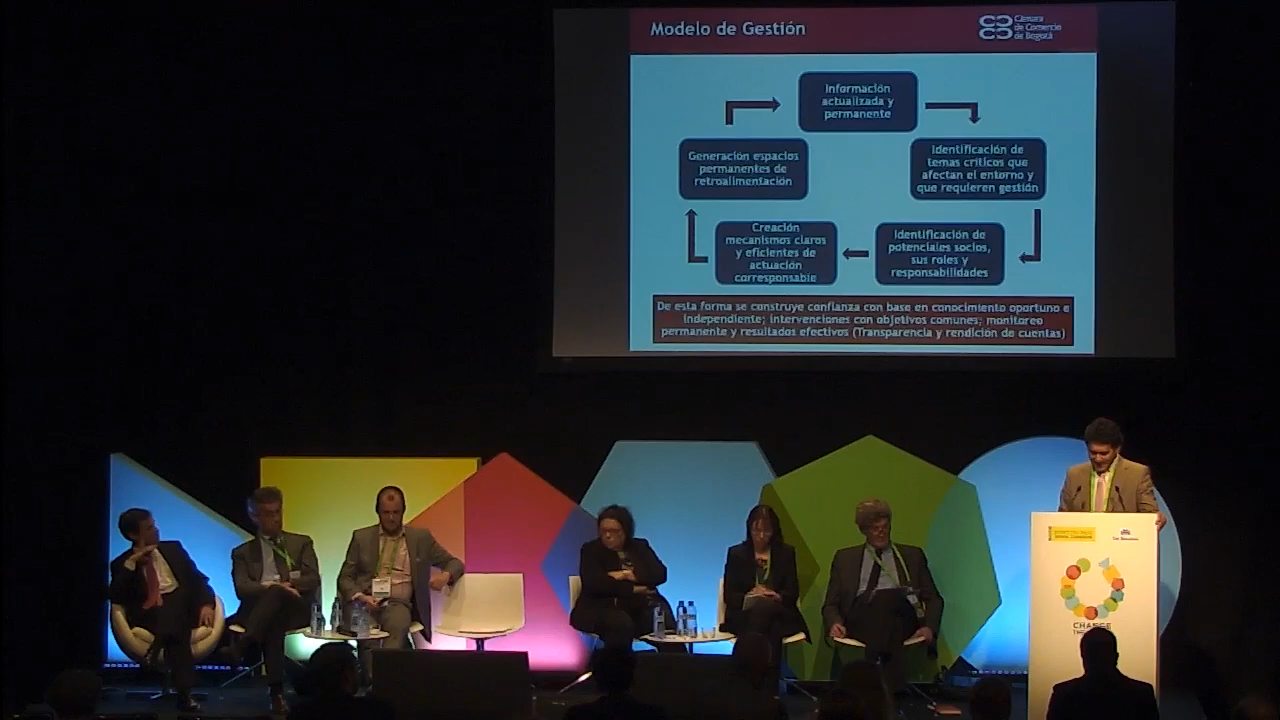 Modelo de Gestión
Cámara
de Comercio
de Bogotá
Información
actualizada y
permanente
Identificación de
temas críticos que
afectan el entorno y
que requieren gestión
Identificación de
potenciales socios,
sus roles y
responsabilidades
Creación
mecanismos claros
y eficientes de
actuación
corresponsable
Generación espacios
permanentes de
retroalimentación
De esta forma se construye confianza con base en conocimiento oportuno e
independiente; intervenciones con objetivos comunes; monitoreo
permanente y resultados efectivos (Transparencia y rendición de cuentas)
CHANGE